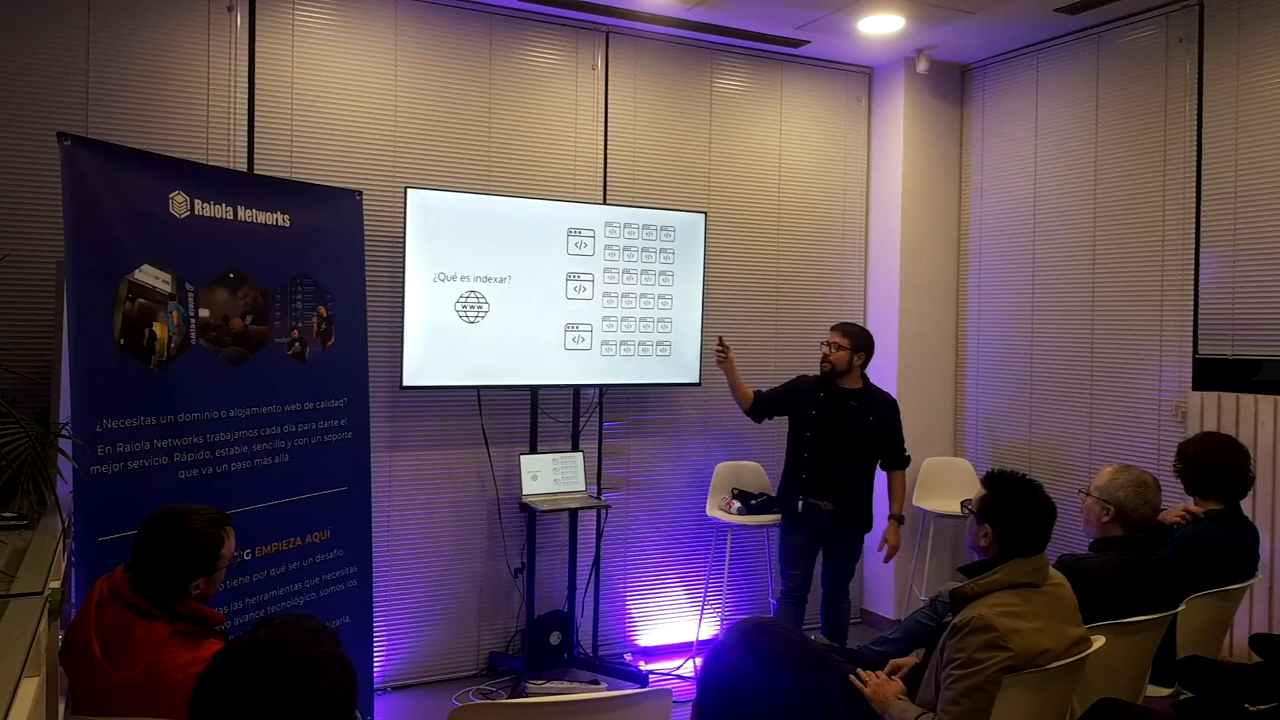 Raiola Networks
¿Necesitas un dominio o alojamiento web de calidad?
En Raiola Networks trabajamos cada día para darte el
mejor servicio. Rápido, estable, sencillo y con un soporte
que va un paso más allá.
EMPIEZA AQUÍ
tiene por qué ser un desafío
las herramientas que necesitas
avance tecnológico, somos los
¿Qué es indexar?
WWW